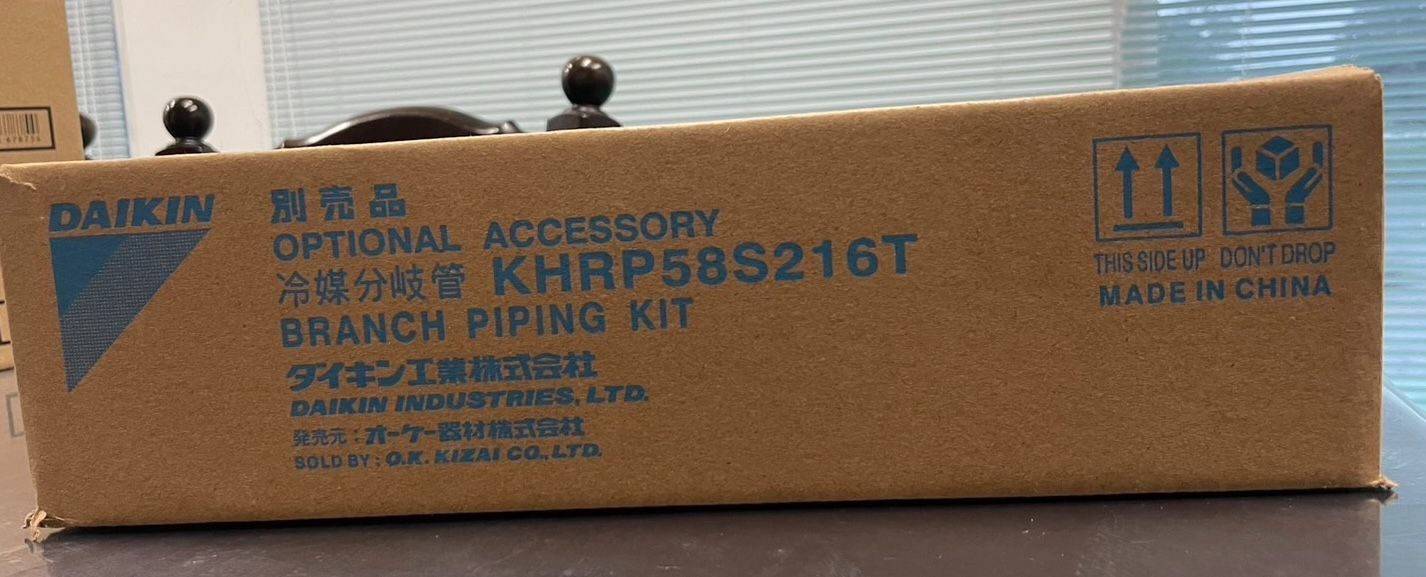 DAIKIN
別売品
OPTIONAL ACCESSORY
冷媒分岐管 KHRP58S216T
BRANCH PIPING KIT
ダイキン工業株式会社
DAIKIN INDUSTRIES, LTD.
発売元:オーケー器材株式会社
SOLD BY; O.K. KIZAI CO., LTD.
THIS SIDE UP DON'T DROP
MADE IN CHINA